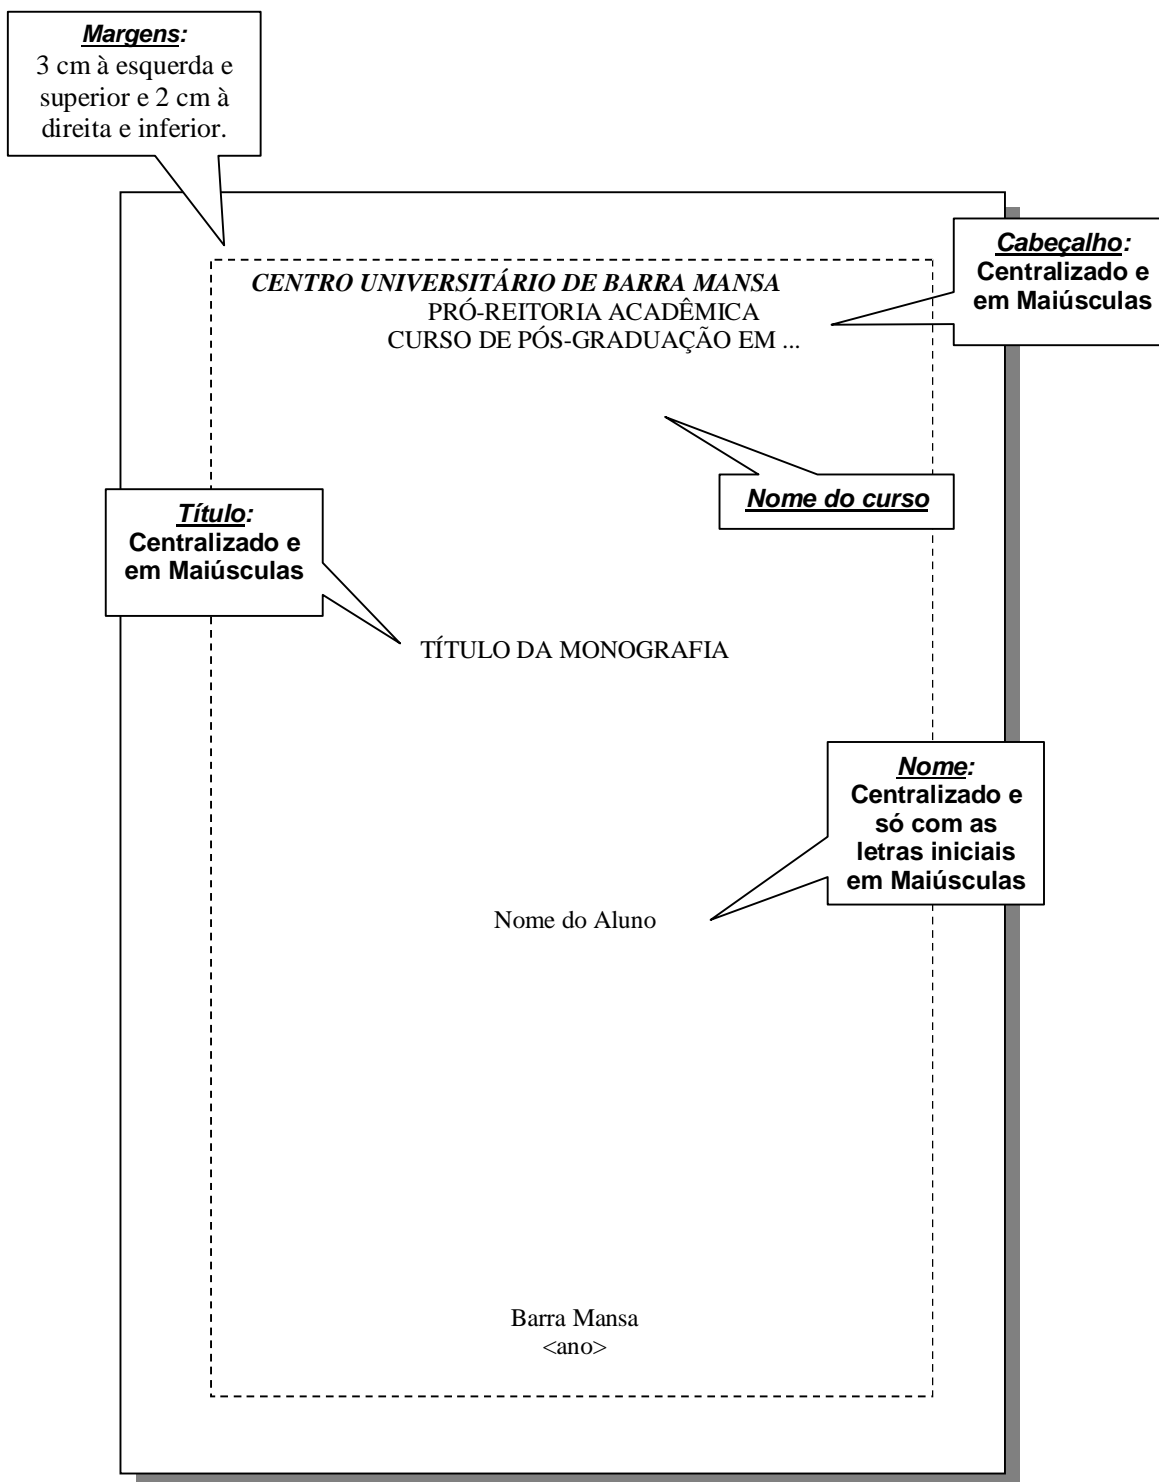 Margens:
3 cm à esquerda e
superior e 2 cm à
direita e inferior.
Cabeçalho:
Centralizado e
em Maiúsculas
CENTRO UNIVERSITÁRIO DE BARRA MANSA
PRÓ-REITORIA ACADÊMICA
CURSO DE PÓS-GRADUAÇÃO EM ...
Nome do curso
Título:
Centralizado e
em Maiúsculas
TÍTULO DA MONOGRAFIA
Nome:
Centralizado e
só com as
letras iniciais
em Maiúsculas
Nome do Aluno
Barra Mansa
<ano>